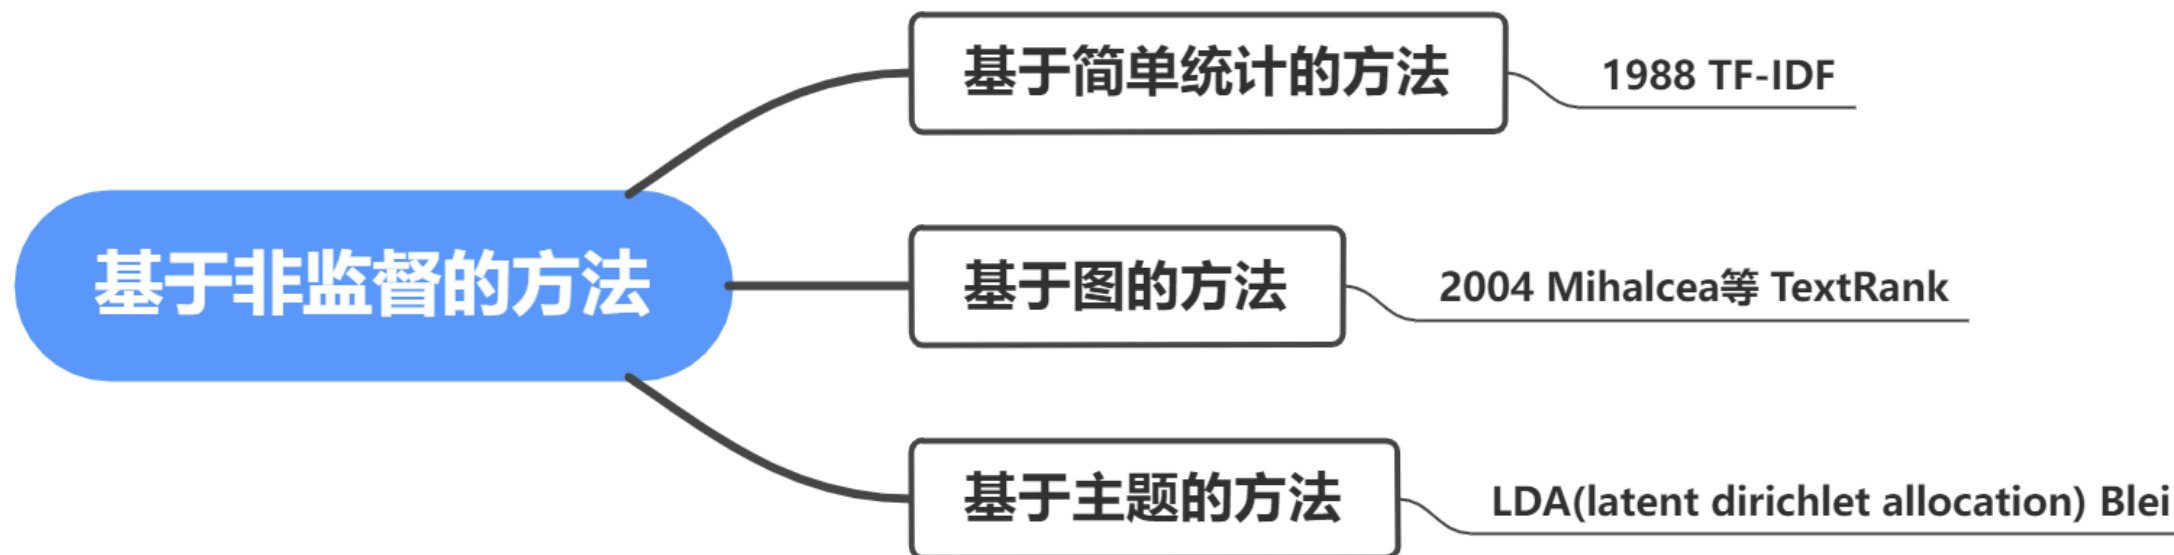 基于简单统计的方法
1988 TF-IDF
基于非监督的方法
基于图的方法
2004 Mihalcea等 TextRank
基于主题的方法
LDA(latent dirichlet allocation) Blei